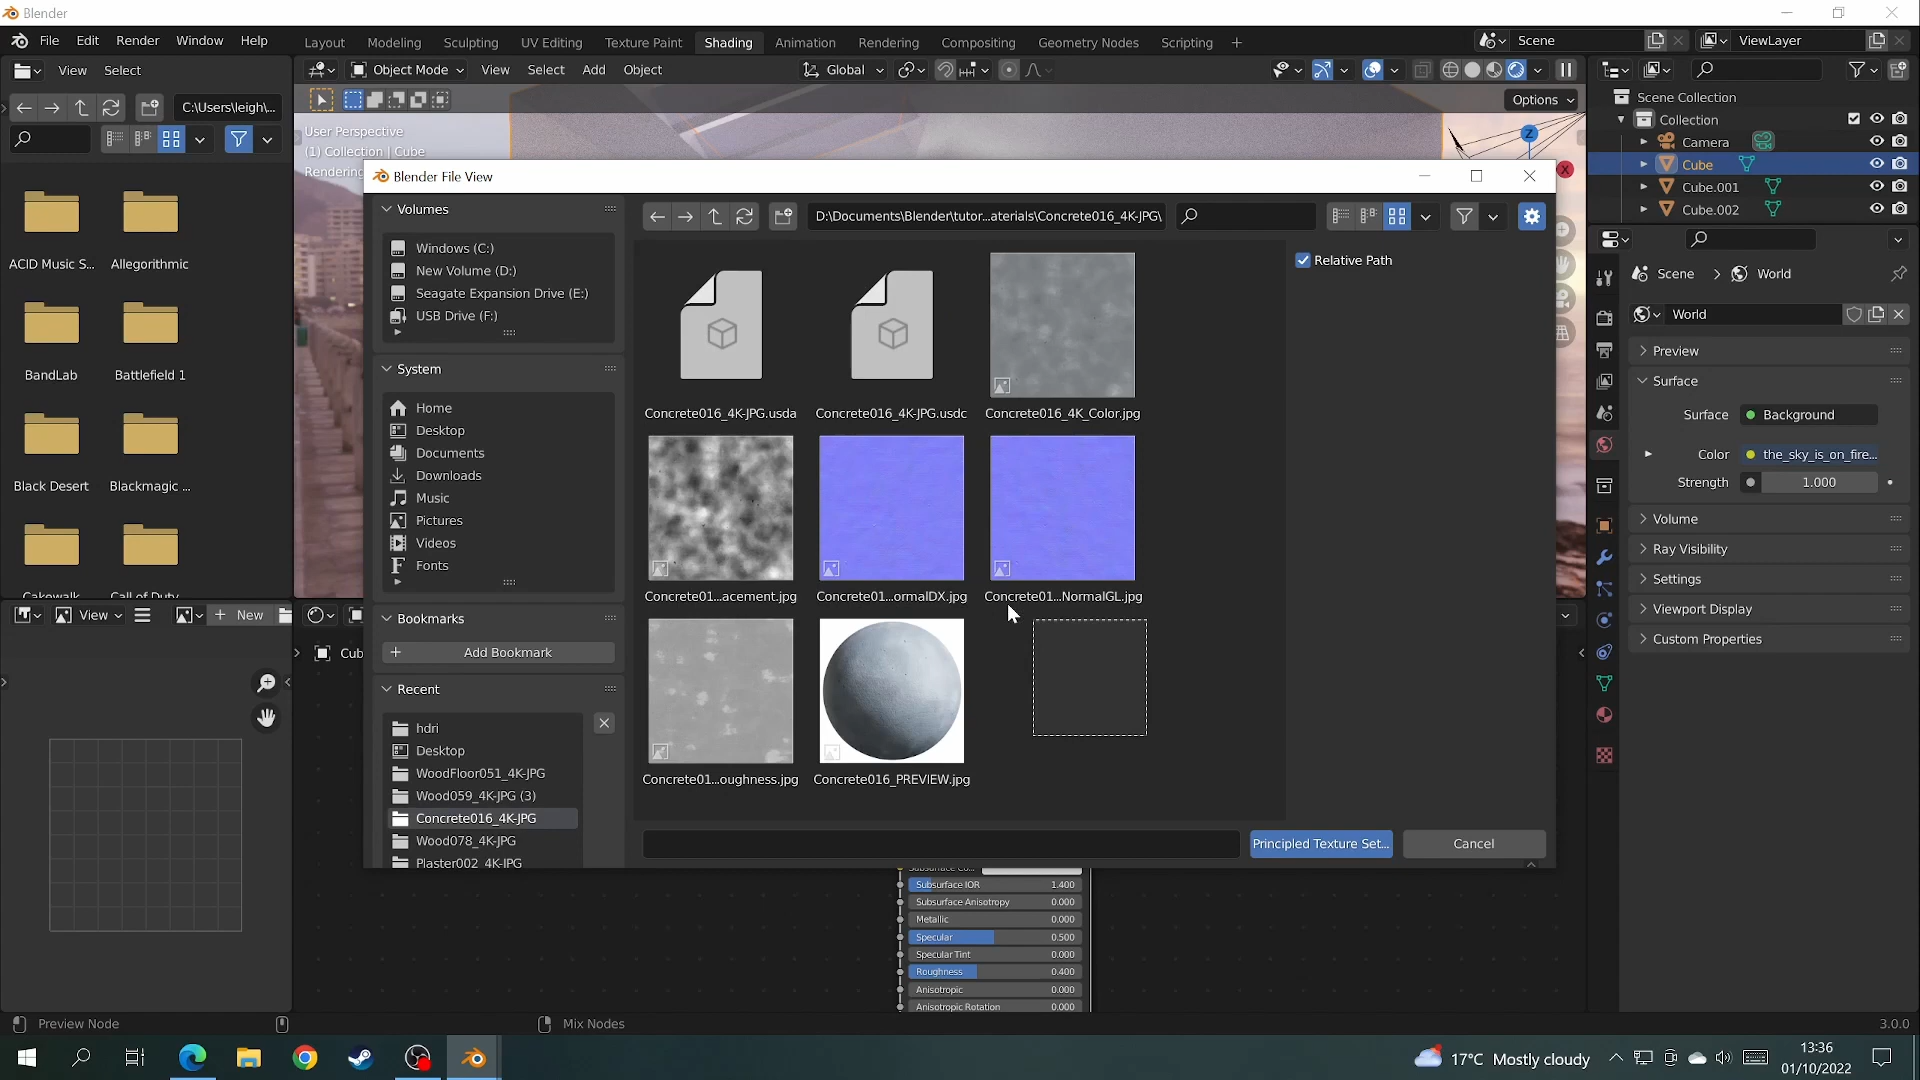 Blender
File Edit Render Window Help
Layout Modeling Sculpting UV Editing Texture Paint Shading Animation Rendering Compositing Geometry Nodes Scripting +
Scene
ViewLayer
View Select
Object Mode View Select Add Object
Global
C:\Users\leigh\...
Options
User Perspective
(1) Collection | Cube
Rendering
Z
X
Scene Collection
Collection
Camera
Cube
Cube.001
Cube.002
ACID Music S...
Allegorithmic
BandLab
Battlefield 1
Black Desert
Blackmagic ...
Cakewalk
Call of Duty
Blender File View
Volumes
Windows (C:)
New Volume (D:)
Seagate Expansion Drive (E:)
USB Drive (F:)
System
Home
Desktop
Documents
Downloads
Music
Pictures
Videos
Fonts
Bookmarks
Add Bookmark
Recent
hdri
Desktop
WoodFloor051_4K-JPG
Wood059_4K-JPG (3)
Concrete016_4K-JPG
Wood078_4K-JPG
Plaster002_4K-JPG
D:\Documents\Blender\tutor...aterials\Concrete016_4K-JPG\
Relative Path
Concrete016_4K-JPG.usda
Concrete016_4K-JPG.usdc
Concrete016_4K_Color.jpg
Concrete01...acement.jpg
Concrete01...ormalDX.jpg
Concrete01...NormalGL.jpg
Concrete01...oughness.jpg
Concrete016_PREVIEW.jpg
Principled Texture Set...
Cancel
Scene > World
World
Preview
Surface
Surface Background
Color the_sky_is_on_fire...
Strength 1.000
Volume
Ray Visibility
Settings
Viewport Display
Custom Properties
View
New
Cub
Subsurface Co...
Subsurface IOR 1.400
Subsurface Anisotropy 0.000
Metallic 0.000
Specular 0.500
Specular Tint 0.000
Roughness 0.400
Anisotropic 0.000
Anisotropic Rotation 0.000
Preview Node
Mix Nodes
3.0.0
17°C Mostly cloudy
13:36
01/10/2022